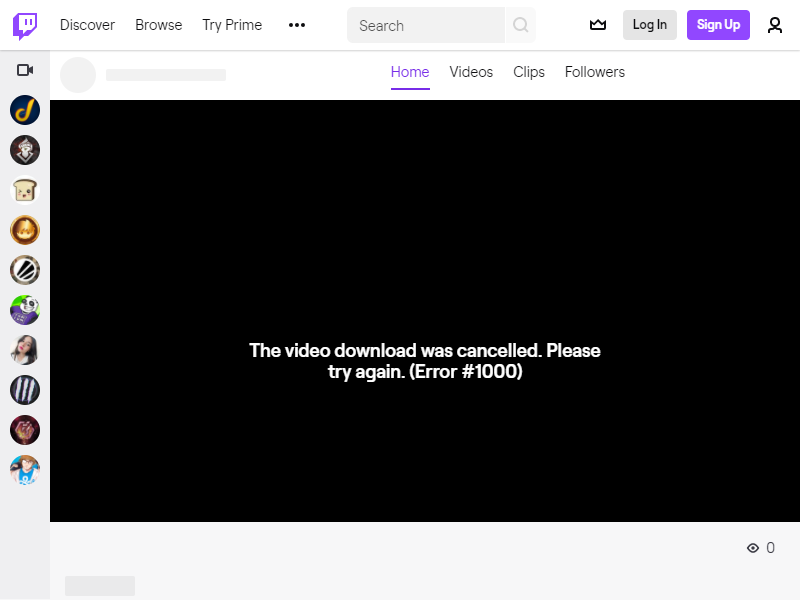 Discover Browse Try Prime Search Log In Sign Up
Home Videos Clips Followers
The video download was cancelled. Please
try again. (Error #1000)
0